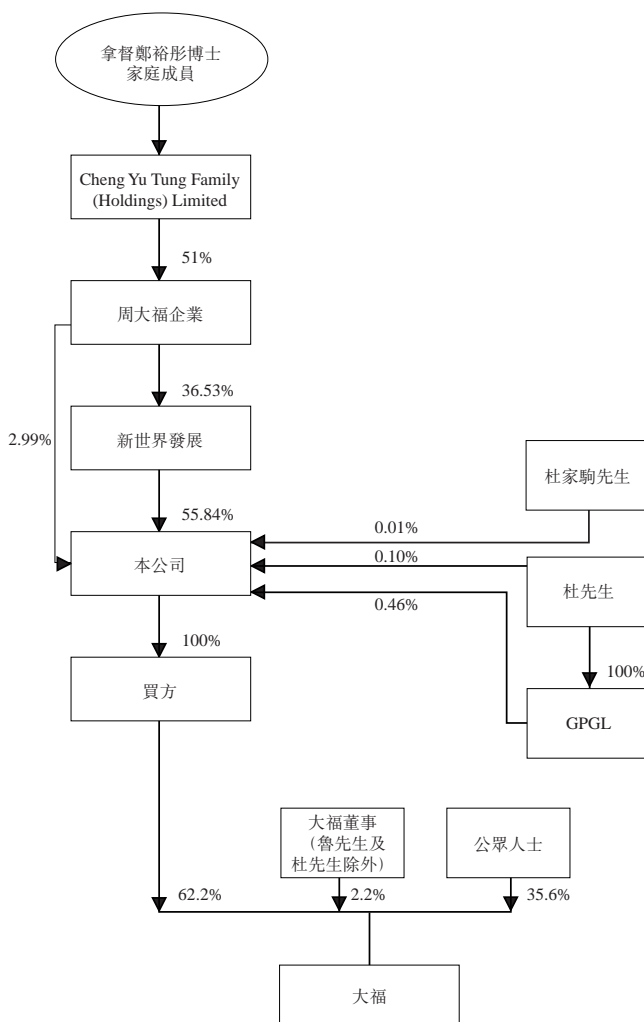 拿督鄭裕彤博士
家庭成員
Cheng Yu Tung Family
(Holdings) Limited
51%
周大福企業
36.53%
2.99%
新世界發展
杜家駒先生
55.84%
0.01%
本公司
0.10%
杜先生
0.46%
100%
100%
買方
GPGL
大福董事
（魯先生及
杜先生除外）
公眾人士
62.2%
2.2%
35.6%
大福